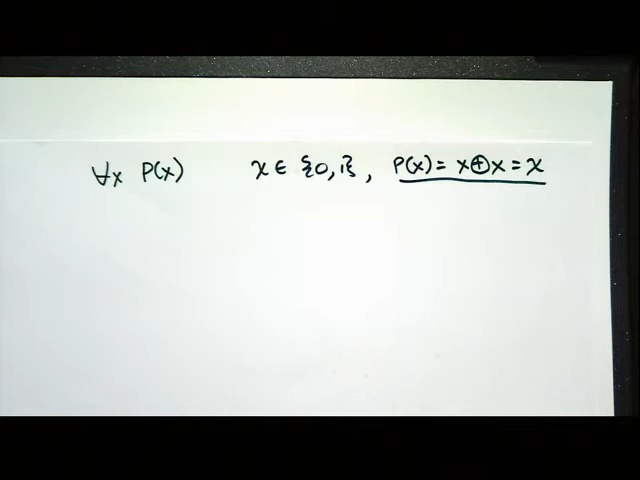 ∀x P(x) x ∈ {0,1}, P(x) = x⊕x = x